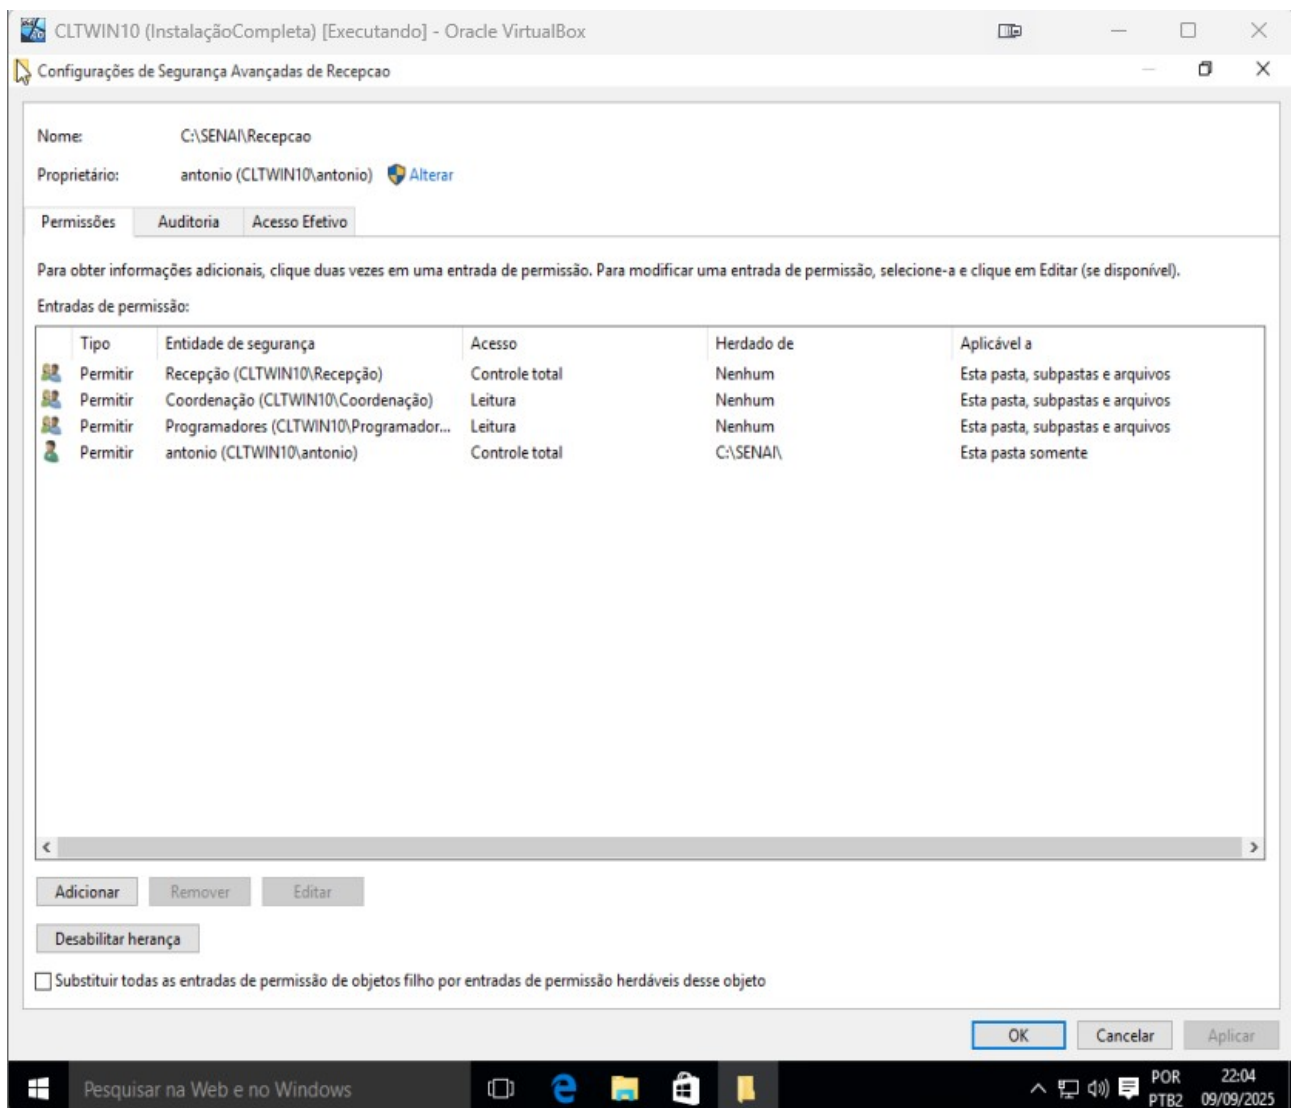 CLTWIN10 (InstalaçãoCompleta) [Executando] - Oracle VirtualBox
Configurações de Segurança Avançadas de Recepcao
Nome: C:\SENAI\Recepcao
Proprietário: antonio (CLTWIN10\antonio) Alterar
Permissões Auditoria Acesso Efetivo
Para obter informações adicionais, clique duas vezes em uma entrada de permissão. Para modificar uma entrada de permissão, selecione-a e clique em Editar (se disponível).
Entradas de permissão:
Tipo Entidade de segurança Acesso Herdado de Aplicável a
Permitir Recepção (CLTWIN10\Recepção) Controle total Nenhum Esta pasta, subpastas e arquivos
Permitir Coordenação (CLTWIN10\Coordenação) Leitura Nenhum Esta pasta, subpastas e arquivos
Permitir Programadores (CLTWIN10\Programador... Leitura Nenhum Esta pasta, subpastas e arquivos
Permitir antonio (CLTWIN10\antonio) Controle total C:\SENAI\ Esta pasta somente
Adicionar Remover Editar
Desabilitar herança
Substituir todas as entradas de permissão de objetos filho por entradas de permissão herdáveis desse objeto
OK Cancelar Aplicar
Pesquisar na Web e no Windows
POR 22:04
PTB2 09/09/2025